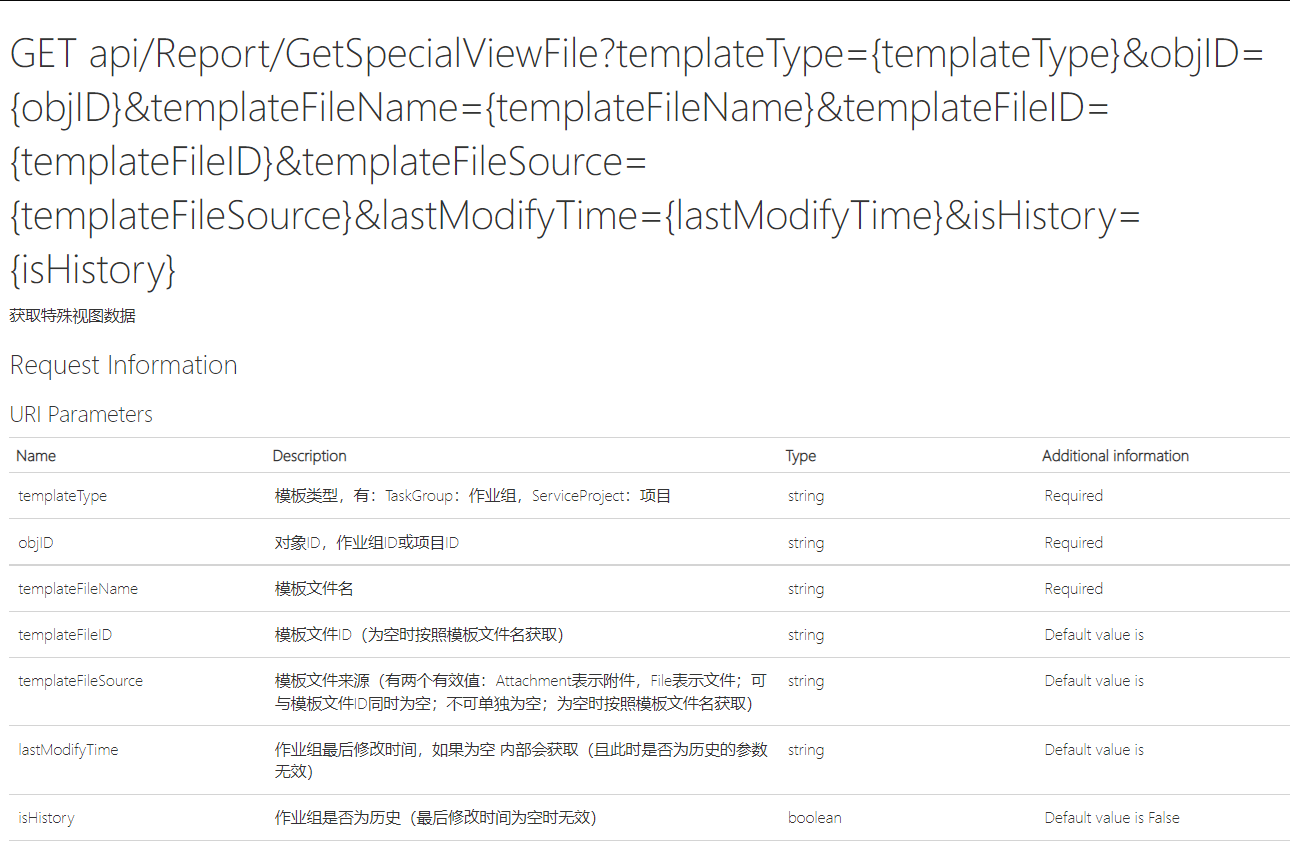 GET api/Report/GetSpecialViewFile?templateType={templateType}&objID=
{objID}&templateFileName={templateFileName}&templateFileID=
{templateFileID}&templateFileSource=
{templateFileSource}&lastModifyTime={lastModifyTime}&isHistory=
{isHistory}
获取特殊视图数据
Request Information
URI Parameters
Name Description Type Additional information
templateType 模板类型，有：TaskGroup：作业组，ServiceProject：项目 string Required
objID 对象ID，作业组ID或项目ID string Required
templateFileName 模板文件名 string Required
templateFileID 模板文件ID（为空时按照模板文件名获取） string Default value is
templateFileSource 模板文件来源（有两个有效值：Attachment表示附件，File表示文件；可 string Default value is
与模板文件ID同时为空；不可单独为空；为空时按照模板文件名获取）
lastModifyTime 作业组最后修改时间，如果为空 内部会获取（且此时是否为历史的参数 string Default value is
无效）
isHistory 作业组是否为历史（最后修改时间为空时无效） boolean Default value is False